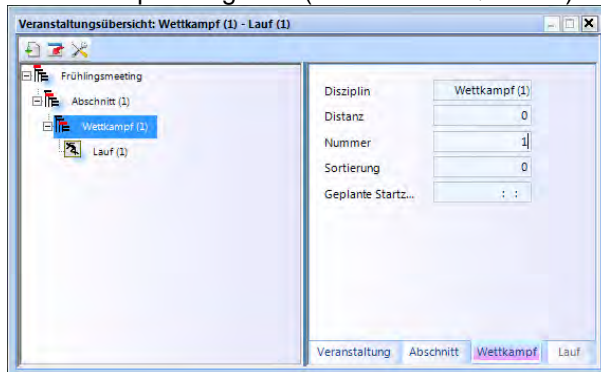 Veranstaltungsübersicht: Wettkampf (1) - Lauf (1)
Frühlingsmeeting
Abschnitt (1)
Wettkampf (1)
Lauf (1)
Disziplin Wettkampf (1)
Distanz 0
Nummer 1
Sortierung 0
Geplante Startz... : :
Veranstaltung Abschnitt Wettkampf Lauf